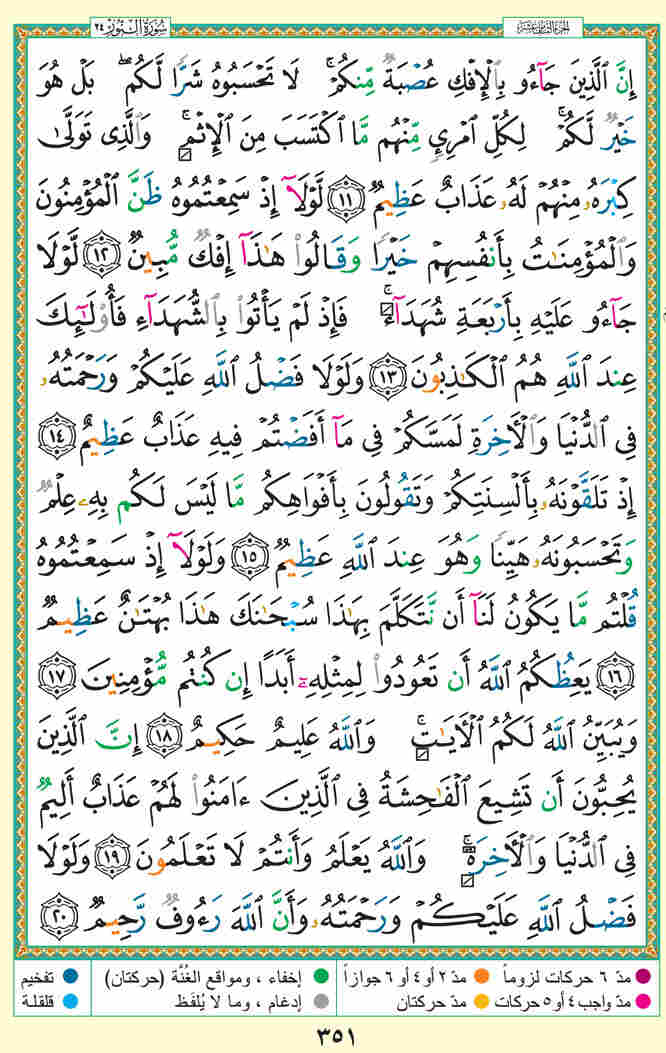 سُورَةُ النُّورِ ٢٤
الجزء الثامن عشر
إِنَّ ٱلَّذِينَ جَآءُو بِٱلْإِفْكِ عُصْبَةٌ مِّنكُمْ ۚ لَا تَحْسَبُوهُ شَرًّا لَّكُم ۖ بَلْ هُوَ
خَيْرٌ لَّكُمْ ۚ لِكُلِّ ٱمْرِئٍ مِّنْهُم مَّا ٱكْتَسَبَ مِنَ ٱلْإِثْمِ ۚ وَٱلَّذِى تَوَلَّىٰ
كِبْرَهُۥ مِنْهُمْ لَهُۥ عَذَابٌ عَظِيمٌ ١١ لَّوْلَآ إِذْ سَمِعْتُمُوهُ ظَنَّ ٱلْمُؤْمِنُونَ
وَٱلْمُؤْمِنَـٰتُ بِأَنفُسِهِمْ خَيْرًا وَقَالُوا۟ هَـٰذَآ إِفْكٌ مُّبِينٌ ١٢ لَّوْلَا
جَآءُو عَلَيْهِ بِأَرْبَعَةِ شُهَدَآءَ ۚ فَإِذْ لَمْ يَأْتُوا۟ بِٱلشُّهَدَآءِ فَأُو۟لَـٰٓئِكَ
عِندَ ٱللَّهِ هُمُ ٱلْكَـٰذِبُونَ ١٣ وَلَوْلَا فَضْلُ ٱللَّهِ عَلَيْكُمْ وَرَحْمَتُهُۥ
فِى ٱلدُّنْيَا وَٱلْـَٔاخِرَةِ لَمَسَّكُمْ فِى مَآ أَفَضْتُمْ فِيهِ عَذَابٌ عَظِيمٌ ١٤
إِذْ تَلَقَّوْنَهُۥ بِأَلْسِنَتِكُمْ وَتَقُولُونَ بِأَفْوَاهِكُم مَّا لَيْسَ لَكُم بِهِۦ عِلْمٌ
وَتَحْسَبُونَهُۥ هَيِّنًا وَهُوَ عِندَ ٱللَّهِ عَظِيمٌ ١٥ وَلَوْلَآ إِذْ سَمِعْتُمُوهُ
قُلْتُم مَّا يَكُونُ لَنَآ أَن نَّتَكَلَّمَ بِهَـٰذَا سُبْحَـٰنَكَ هَـٰذَا بُهْتَـٰنٌ عَظِيمٌ
١٦ يَعِظُكُمُ ٱللَّهُ أَن تَعُودُوا۟ لِمِثْلِهِۦٓ أَبَدًا إِن كُنتُم مُّؤْمِنِينَ ١٧
وَيُبَيِّنُ ٱللَّهُ لَكُمُ ٱلْـَٔايَـٰتِ ۚ وَٱللَّهُ عَلِيمٌ حَكِيمٌ ١٨ إِنَّ ٱلَّذِينَ
يُحِبُّونَ أَن تَشِيعَ ٱلْفَـٰحِشَةُ فِى ٱلَّذِينَ ءَامَنُوا۟ لَهُمْ عَذَابٌ أَلِيمٌ
فِى ٱلدُّنْيَا وَٱلْـَٔاخِرَةِ ۚ وَٱللَّهُ يَعْلَمُ وَأَنتُمْ لَا تَعْلَمُونَ ١٩ وَلَوْلَا
فَضْلُ ٱللَّهِ عَلَيْكُمْ وَرَحْمَتُهُۥ وَأَنَّ ٱللَّهَ رَءُوفٌ رَّحِيمٌ ٢٠
مدّ ٦ حركات لزوماً مدّ ٢ أو ٤ أو ٦ جوازاً إخفاء ، ومواقع الغُنَّة (حركتان) تفخيم
مدّ واجب ٤ أو ٥ حركات مدّ حركتان إدغام ، وما لا يُلفَظ قلقلة
٣٥١